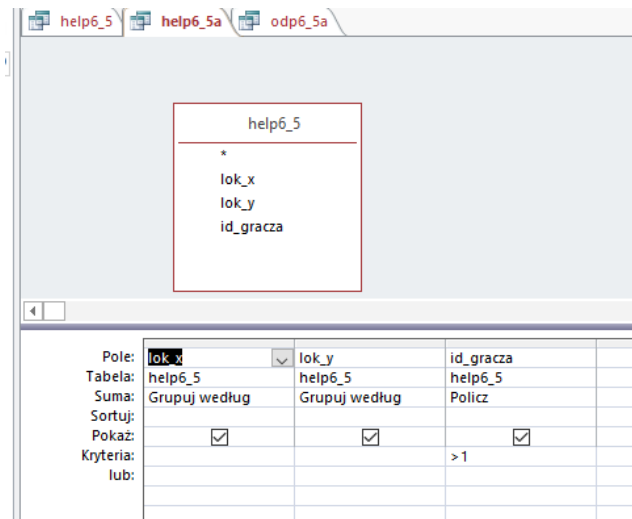 help6_5 help6_5a odp6_5a
help6_5
*
lok_x
lok_y
id_gracza
Pole: lok_x lok_y id_gracza
Tabela: help6_5 help6_5 help6_5
Suma: Grupuj według Grupuj według Policz
Sortuj:
Pokaż:
Kryteria: >1
lub: